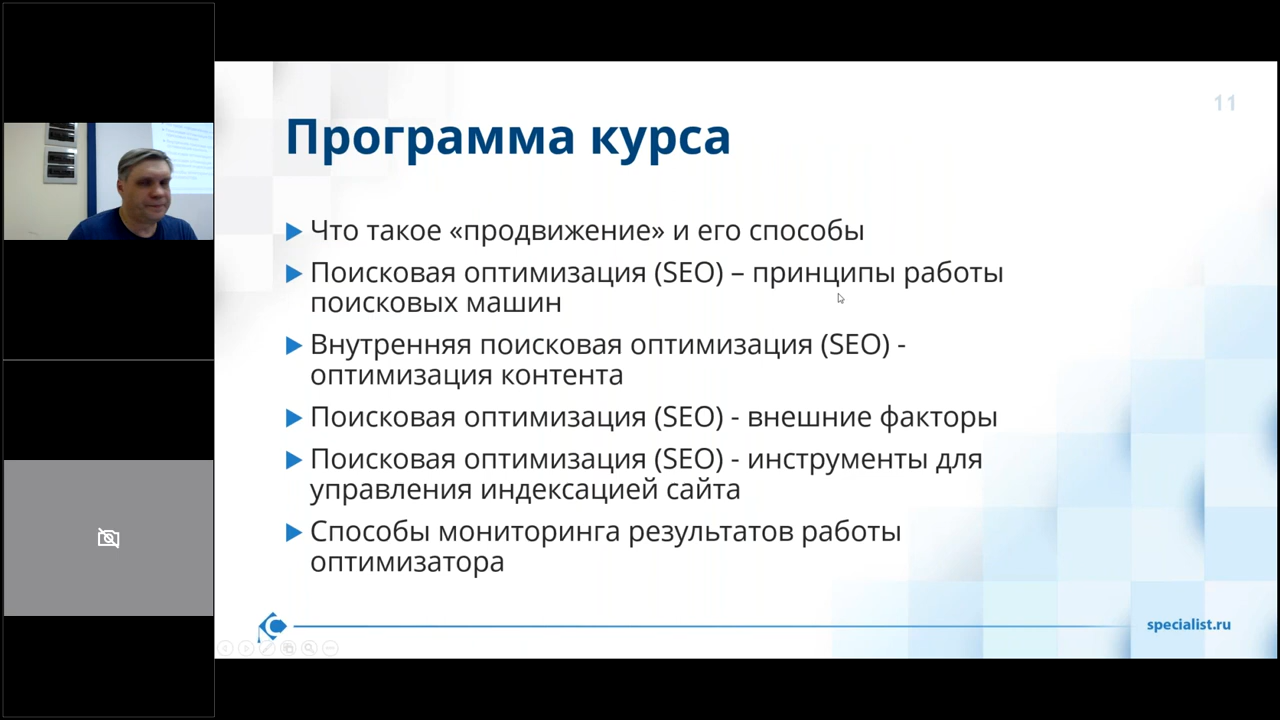 11
Программа курса
Что такое «продвижение» и его способы
Поисковая оптимизация (SEO) – принципы работы
поисковых машин
Внутренняя поисковая оптимизация (SEO) -
оптимизация контента
Поисковая оптимизация (SEO) - внешние факторы
Поисковая оптимизация (SEO) - инструменты для
управления индексацией сайта
Способы мониторинга результатов работы
оптимизатора
specialist.ru